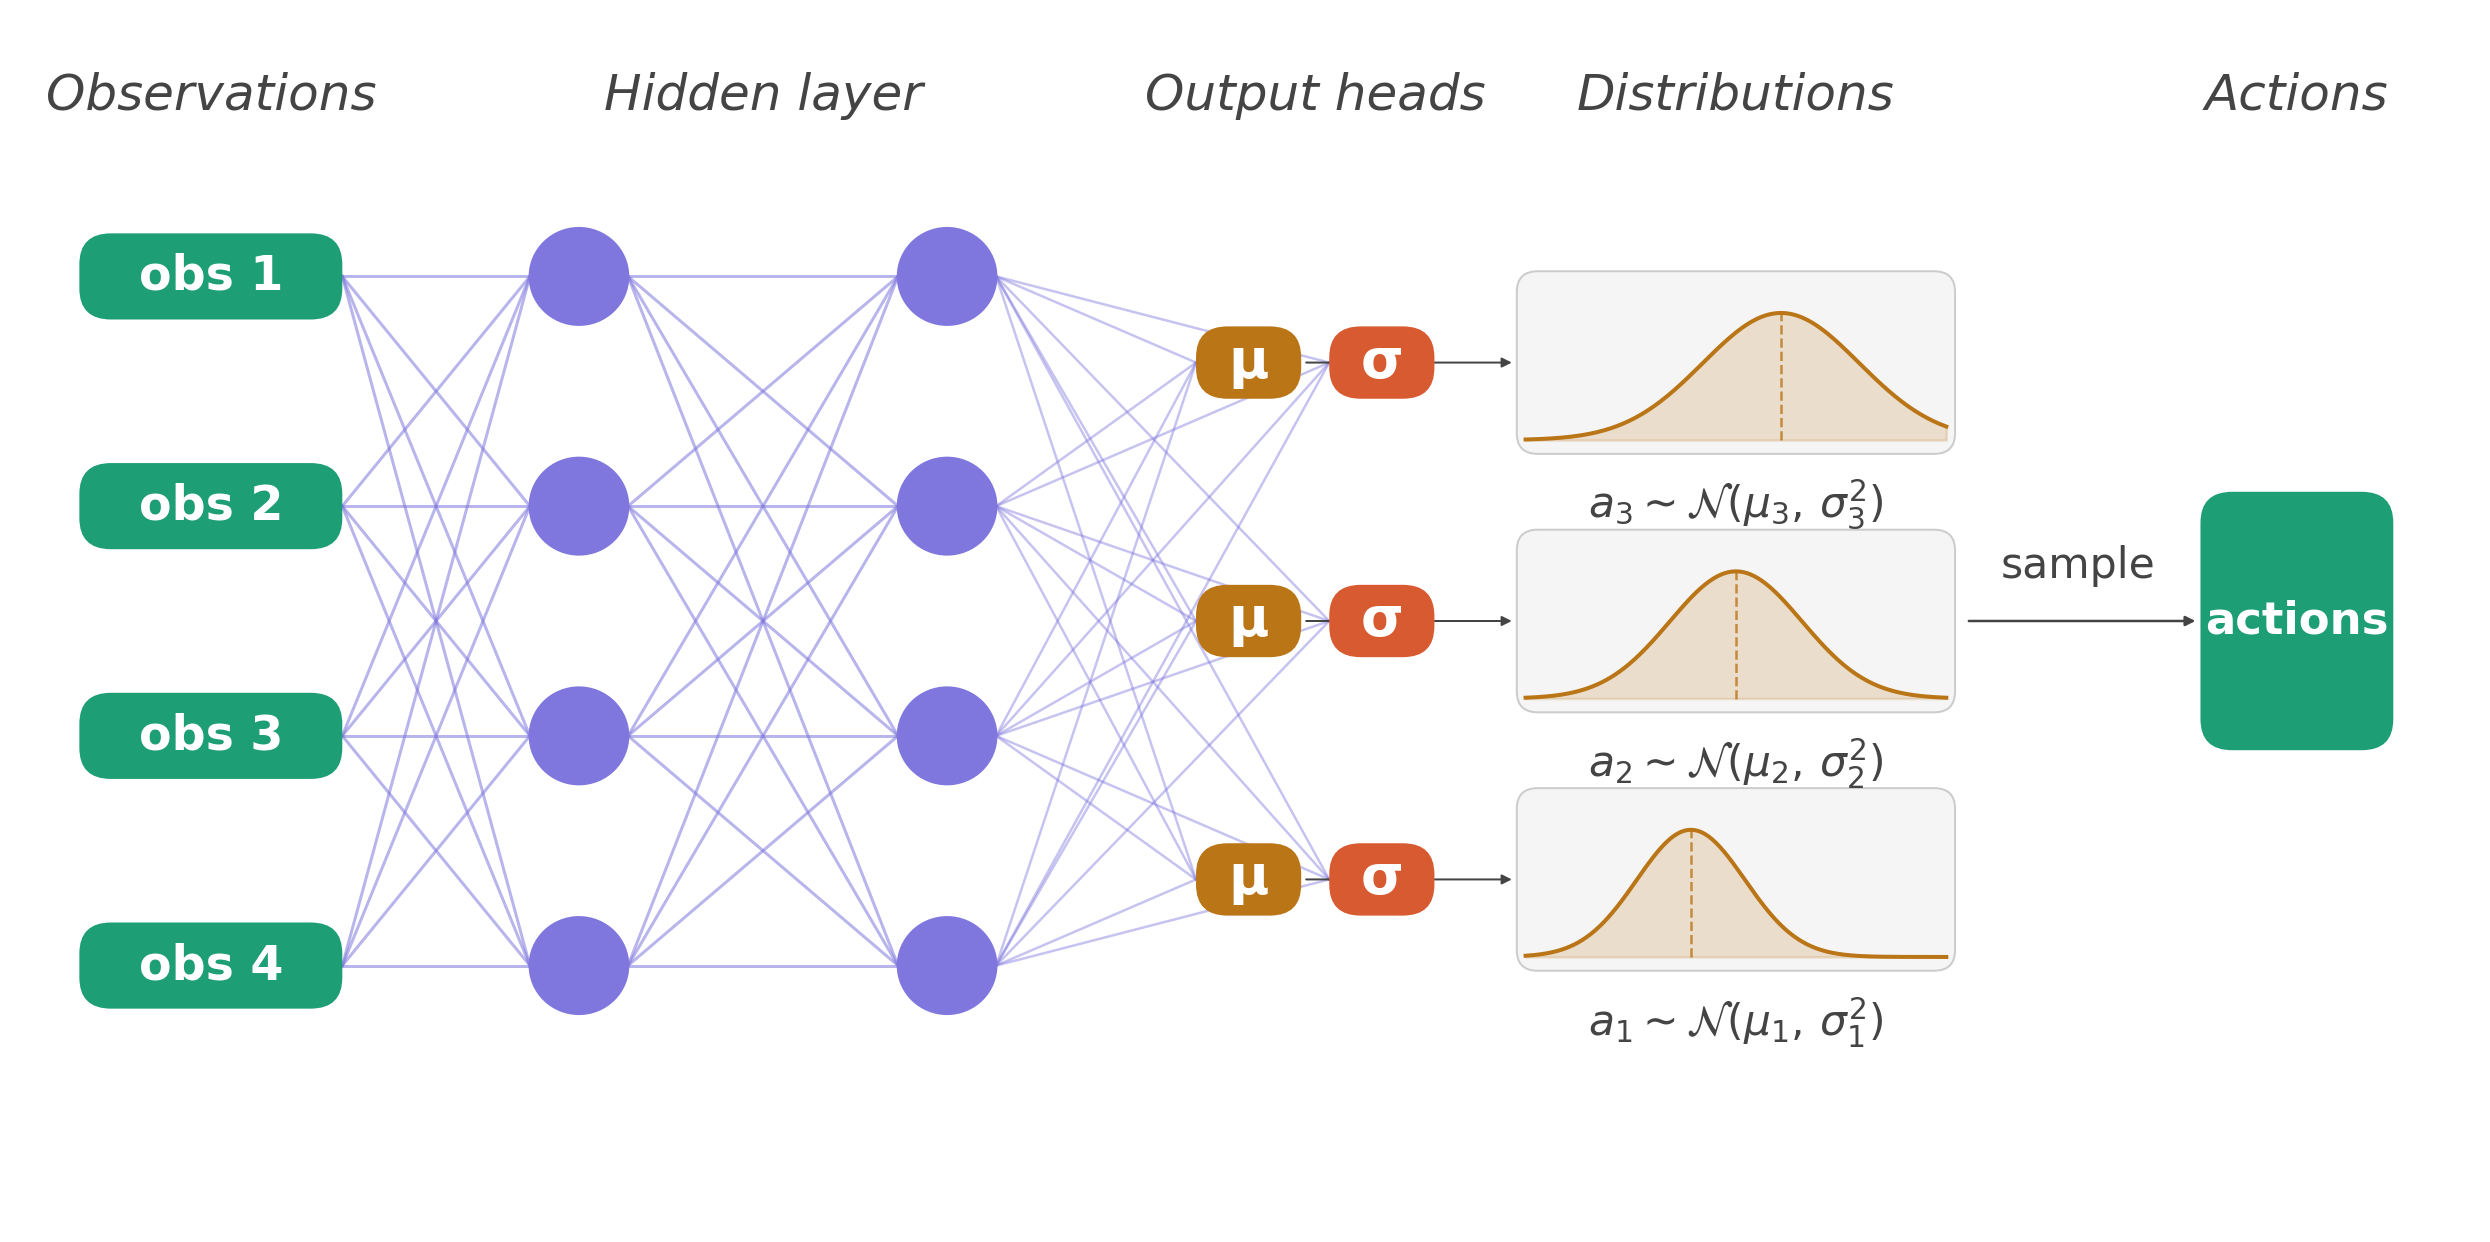 Observations
Hidden layer
Output heads
Distributions
Actions
obs 1
obs 2
obs 3
obs 4
μ
σ
μ
σ
μ
σ
a₃ ~ 𝒩(μ₃, σ₃²)
a₂ ~ 𝒩(μ₂, σ₂²)
a₁ ~ 𝒩(μ₁, σ₁²)
sample
actions